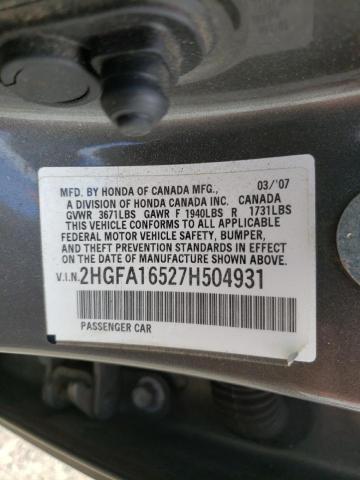 MFD. BY HONDA OF CANADA MFG., 03/'07
A DIVISION OF HONDA CANADA INC. CANADA
GVWR 3671LBS GAWR F 1940LBS R 1731LBS
THIS VEHICLE CONFORMS TO ALL APPLICABLE
FEDERAL MOTOR VEHICLE SAFETY, BUMPER,
AND THEFT PREVENTION STANDARDS IN EFFECT
ON THE DATE OF MANUFACTURE SHOWN ABOVE.
V.I.N. 2HGFA16527H504931
PASSENGER CAR